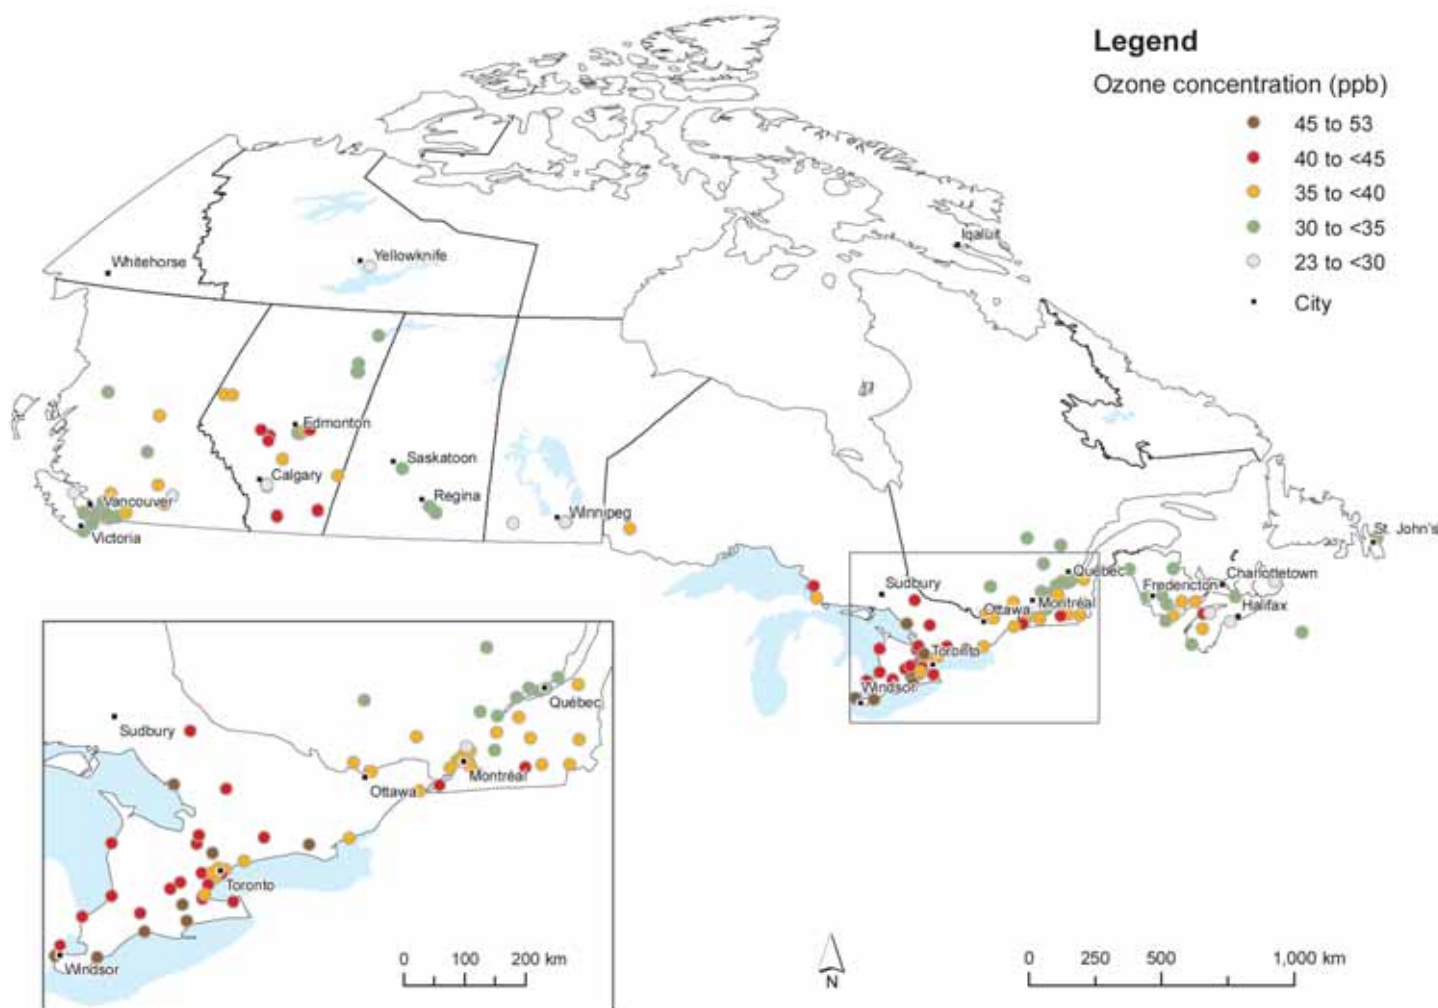 Legend
Ozone concentration (ppb)
45 to 53
40 to <45
35 to <40
30 to <35
23 to <30
City
Iqaluit
Whitehorse
Yellowknife
Edmonton
Calgary
Saskatoon
Regina
Vancouver
Victoria
Winnipeg
St. John's
Québec
Charlottetown
Fredericton
Sudbury
Ottawa
Montréal
Halifax
Toronto
Windsor
Québec
Sudbury
Montréal
Ottawa
Toronto
Windsor
0 100 200 km
N
0 250 500 1,000 km